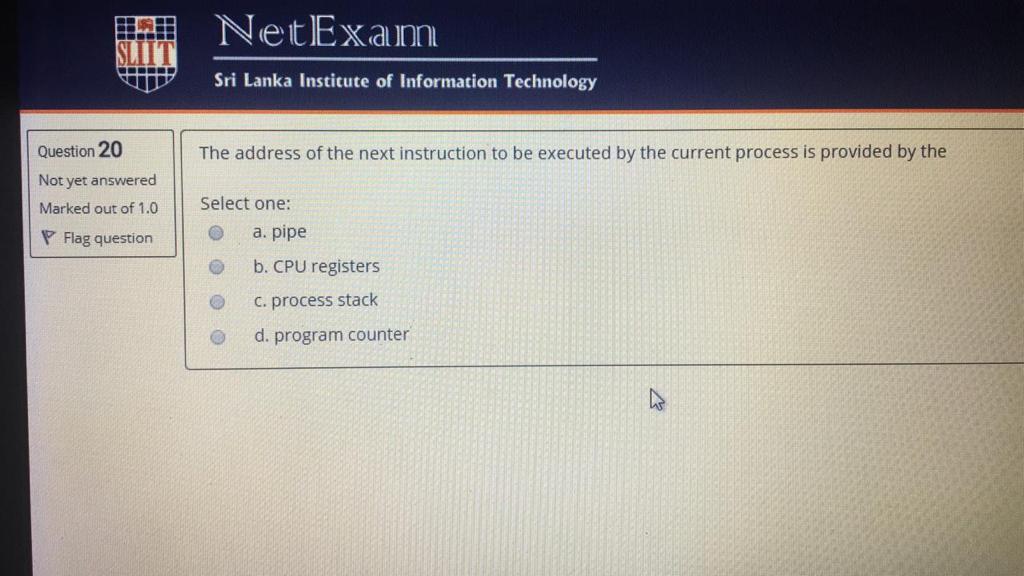 SLIIT
NetExam
Sri Lanka Institute of Information Technology
Question 20
Not yet answered
Marked out of 1.0
Flag question
The address of the next instruction to be executed by the current process is provided by the
Select one:
a. pipe
b. CPU registers
c. process stack
d. program counter